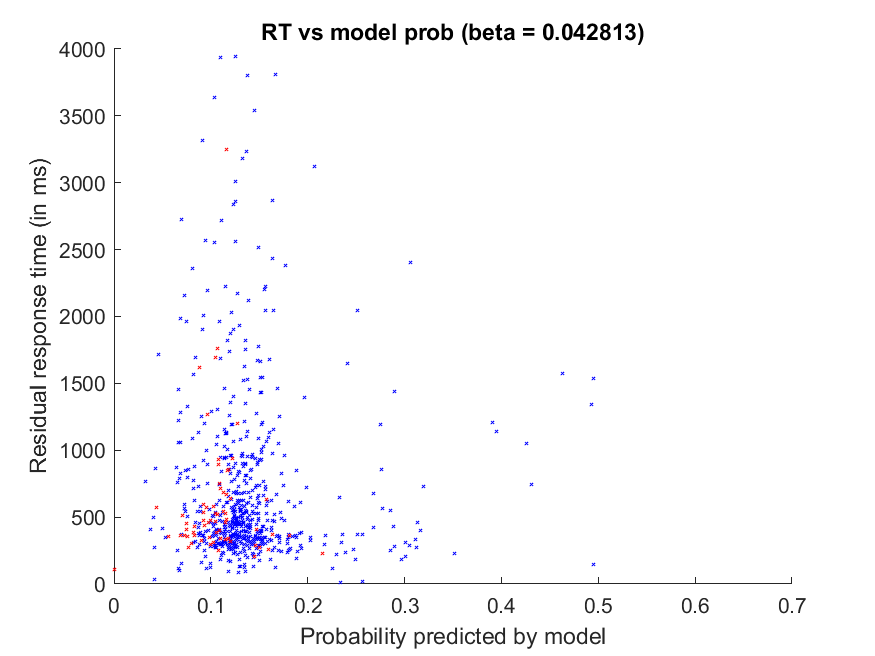 RT vs model prob (beta = 0.042813)
4000
3500
3000
2500
2000
1500
1000
500
0
Residual response time (in ms)
0 0.1 0.2 0.3 0.4 0.5 0.6 0.7
Probability predicted by model